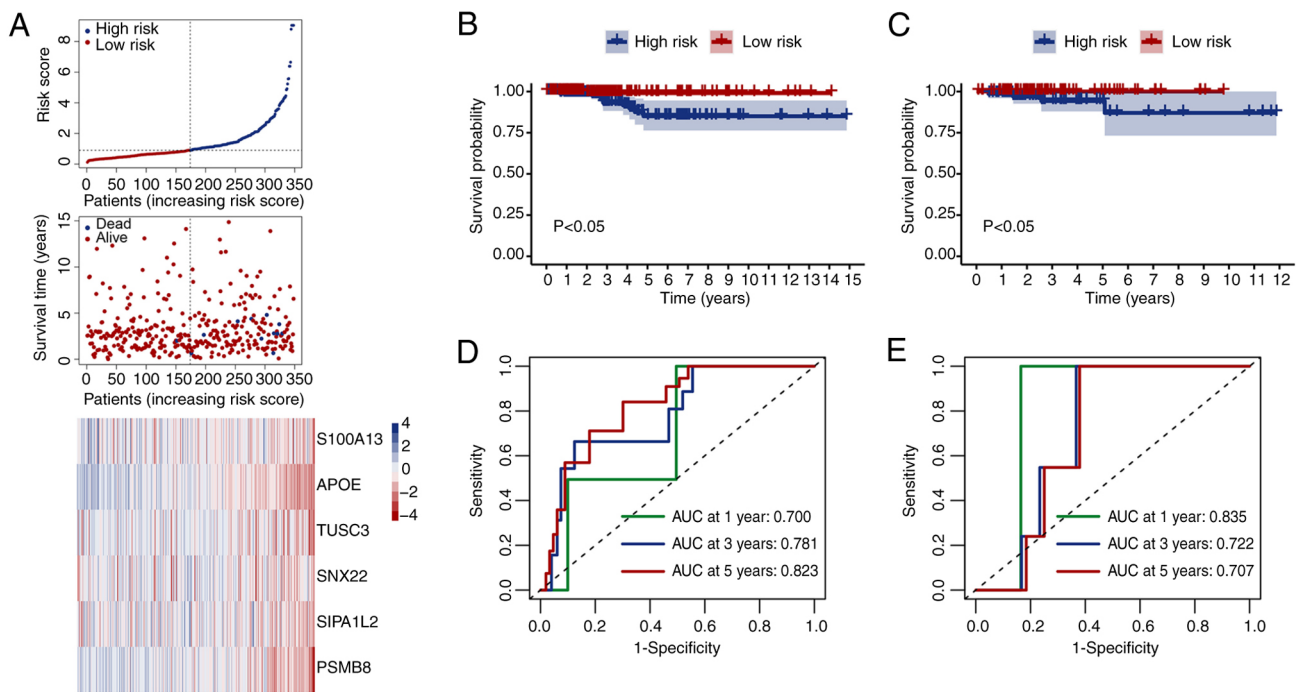 A
High risk
Low risk
Riisk score
8
6
4
2
0
0 50 100 150 200 250 300 350
Patients (increasing risk score)
Dead
Alive
Survival time (years)
15
10
5
0
0 50 100 150 200 250 300 350
Patients (increasing risk score)
S100A13
APOE
TUSC3
SNX22
SIPA1L2
PSMB8
4
2
0
−2
−4
B
High risk Low risk
Survival probability
1.00
0.75
0.50
0.25
0.00
P<0.05
0 1 2 3 4 5 6 7 8 9 10 11 12 13 14 15
Time (years)
C
High risk Low risk
Survival probability
1.00
0.75
0.50
0.25
0.00
P<0.05
0 1 2 3 4 5 6 7 8 9 10 11 12
Time (years)
D
Sensitivity
1.0
0.8
0.6
0.4
0.2
0.0
AUC at 1 year: 0.700
AUC at 3 years: 0.781
AUC at 5 years: 0.823
0.0 0.2 0.4 0.6 0.8 1.0
1-Specificity
E
Sensitivity
1.0
0.8
0.6
0.4
0.2
0.0
AUC at 1 year: 0.835
AUC at 3 years: 0.722
AUC at 5 years: 0.707
0.0 0.2 0.4 0.6 0.8 1.0
1-Specificity